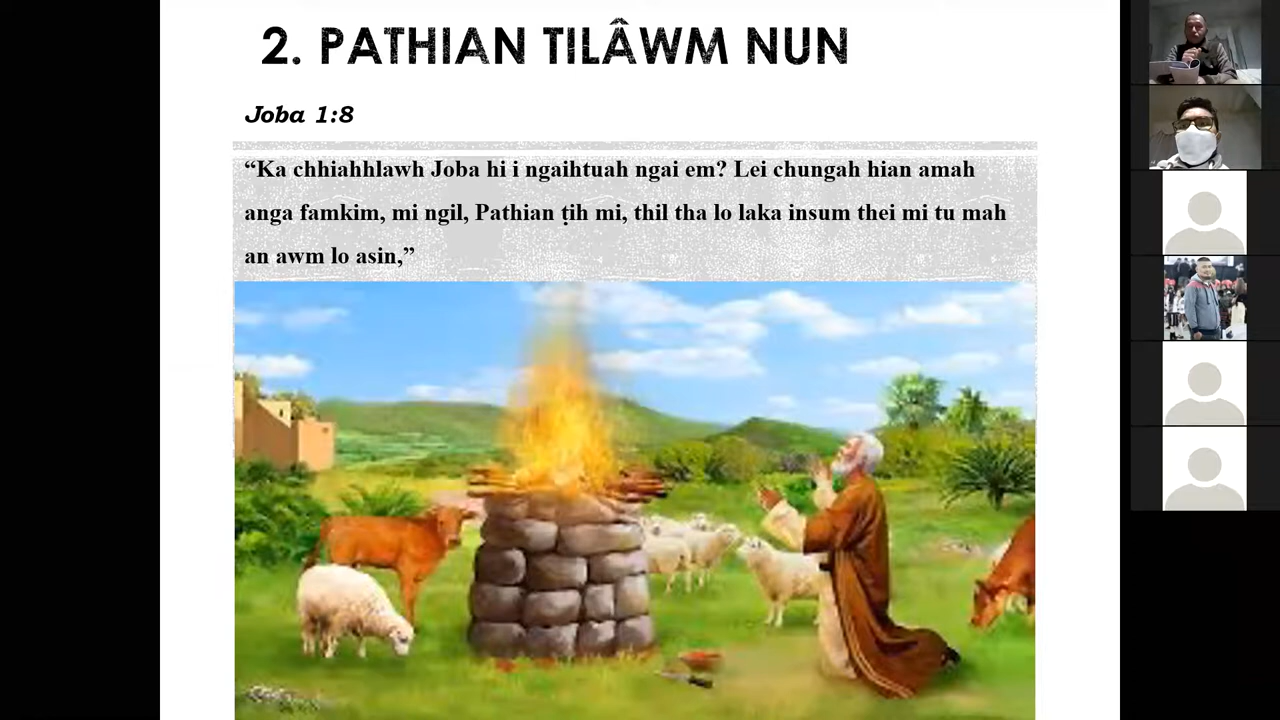 2. PATHIAN TILÂWM NUN
Joba 1:8
“Ka chhiahhlawh Joba hi i ngaihtuah ngai em? Lei chungah hian amah
anga famkim, mi ngil, Pathian ṭih mi, thil tha lo laka insum thei mi tu mah
an awm lo asin,”